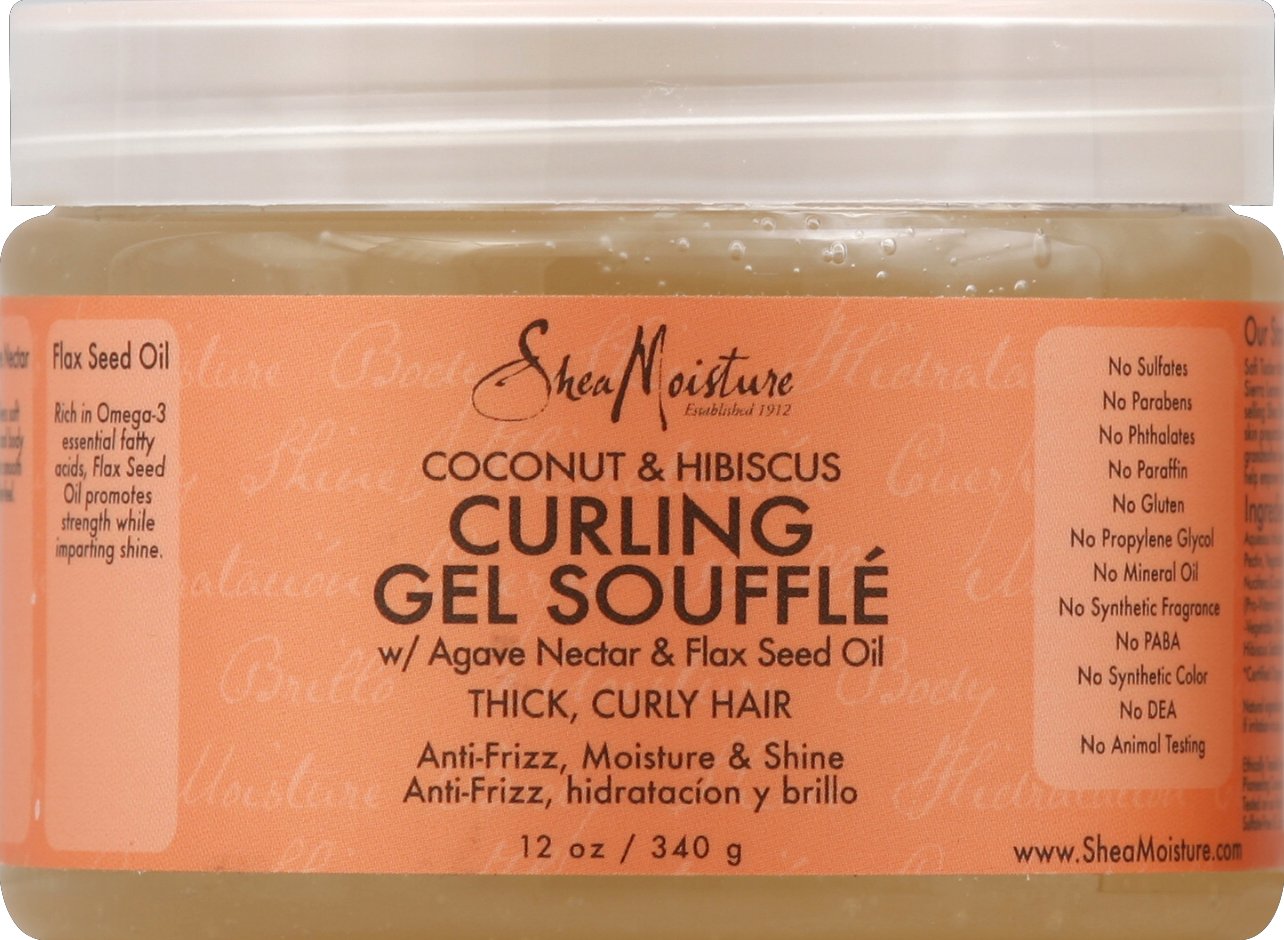 Nectar
Flax Seed Oil
Rich in Omega-3
essential fatty
acids, Flax Seed
Oil promotes
strength while
imparting shine.
SheaMoisture
Established 1912
COCONUT & HIBISCUS
CURLING
GEL SOUFFLÉ
w/ Agave Nectar & Flax Seed Oil
THICK, CURLY HAIR
Anti-Frizz, Moisture & Shine
Anti-Frizz, hidratacíon y brillo
12 oz / 340 g
No Sulfates
No Parabens
No Phthalates
No Paraffin
No Gluten
No Propylene Glycol
No Mineral Oil
No Synthetic Fragrance
No PABA
No Synthetic Color
No DEA
No Animal Testing
www.SheaMoisture.com
Our